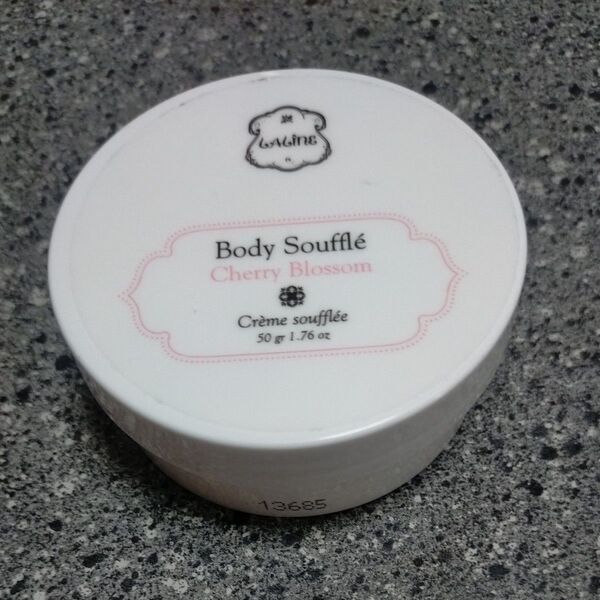 LALINE
Body Soufflé
Cherry Blossom
Crème soufflée
50 gr 1.76 oz
13685